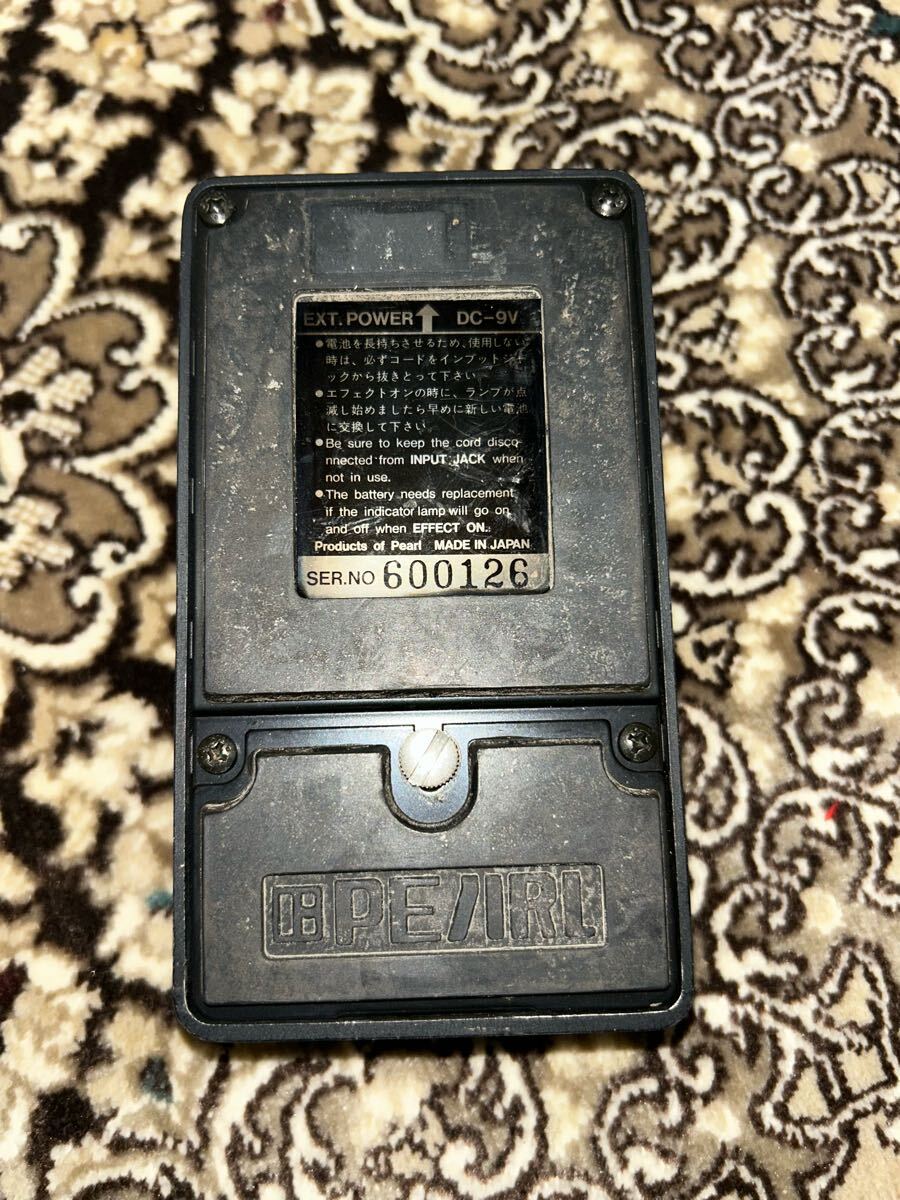 EXT. POWER ↑ DC-9V
●電池を長持ちさせるため、使用しない
時は、必ずコードをインプットジャ
ックから抜きとって下さい。
●エフェクトオンの時に、ランプが点
滅し始めましたら早めに新しい電池
に交換して下さい。
●Be sure to keep the cord disco-
nnected from INPUT JACK when
not in use.
●The battery needs replacement
if the indicator lamp will go on
and off when EFFECT ON.
Products of Pearl MADE IN JAPAN
SER.NO 600126
PEARL